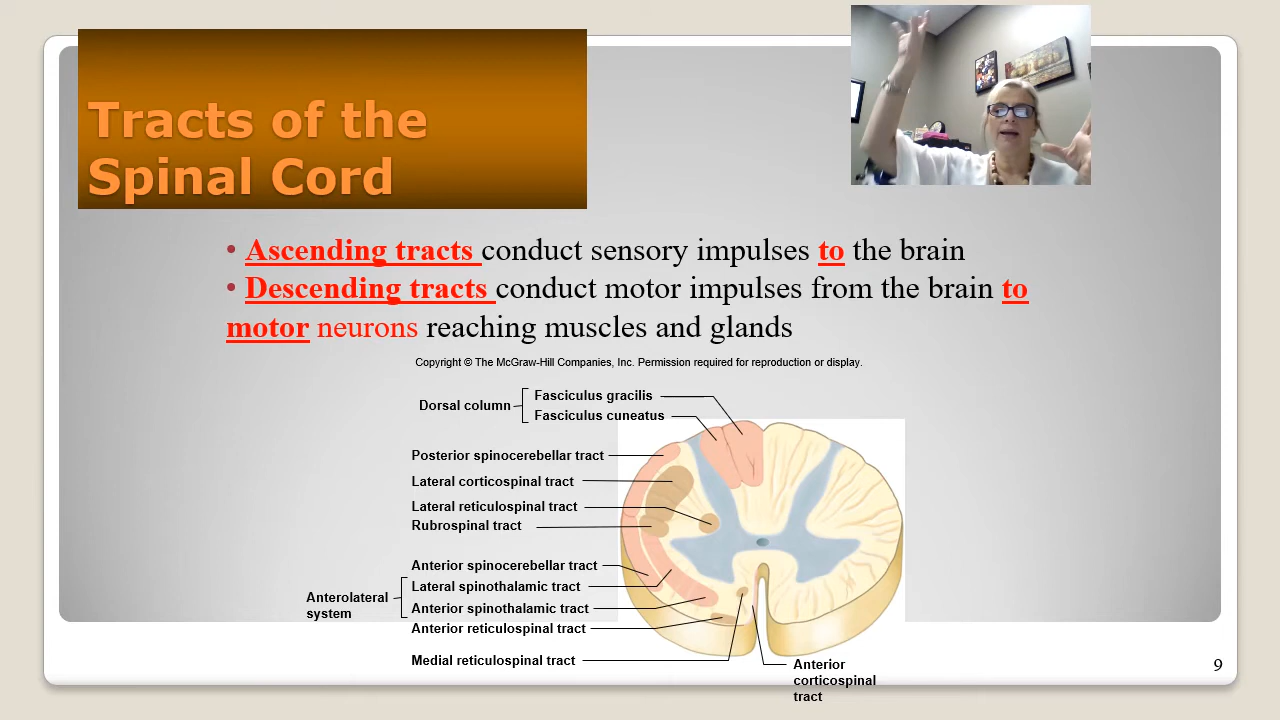 Tracts of the
Spinal Cord
• Ascending tracts conduct sensory impulses to the brain
• Descending tracts conduct motor impulses from the brain to
motor neurons reaching muscles and glands
Copyright © The McGraw-Hill Companies, Inc. Permission required for reproduction or display.
Dorsal column
Fasciculus gracilis
Fasciculus cuneatus
Posterior spinocerebellar tract
Lateral corticospinal tract
Lateral reticulospinal tract
Rubrospinal tract
Anterior spinocerebellar tract
Anterolateral
system
Lateral spinothalamic tract
Anterior spinothalamic tract
Anterior reticulospinal tract
Medial reticulospinal tract
Anterior
corticospinal
tract
9